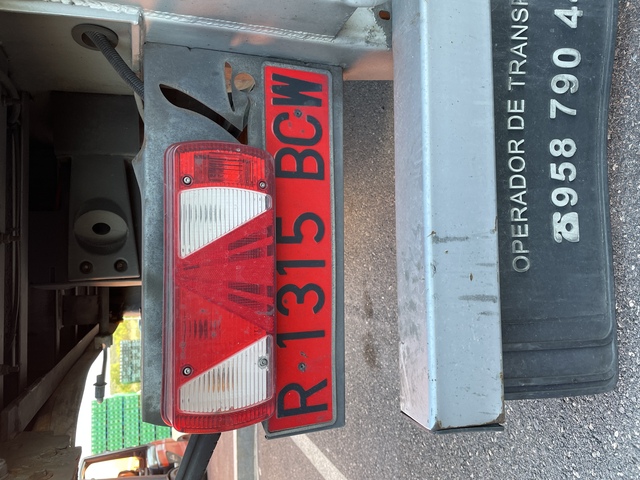 R 1315 BCW
OPERADOR DE TRANSP
☎958 790 4